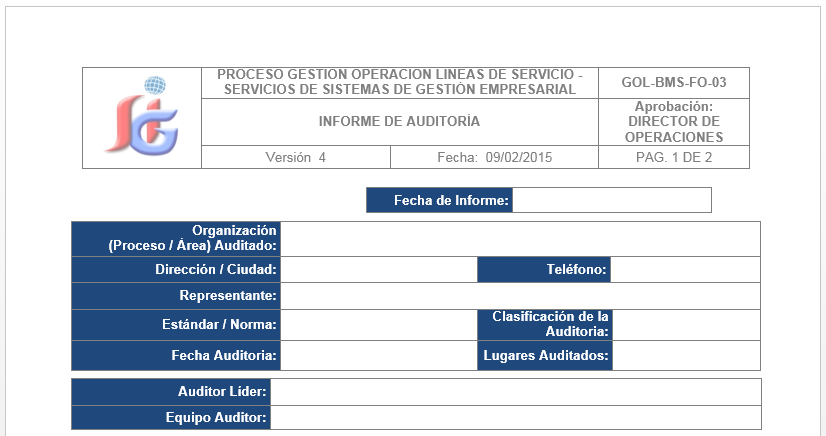 PROCESO GESTION OPERACION LINEAS DE SERVICIO -
SERVICIOS DE SISTEMAS DE GESTIÓN EMPRESARIAL
GOL-BMS-FO-03
INFORME DE AUDITORÍA
Aprobación:
DIRECTOR DE
OPERACIONES
Versión 4
Fecha: 09/02/2015
PAG. 1 DE 2
Fecha de Informe:
Organización
(Proceso / Área) Auditado:
Dirección / Ciudad:
Teléfono:
Representante:
Estándar / Norma:
Clasificación de la
Auditoria:
Fecha Auditoria:
Lugares Auditados:
Auditor Líder:
Equipo Auditor: